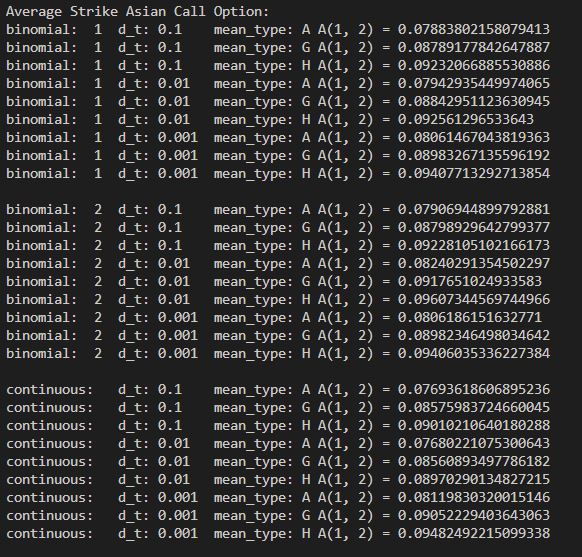 Average Strike Asian Call Option:
binomial:  1  d_t: 0.1    mean_type: A A(1, 2) = 0.07883802158079413
binomial:  1  d_t: 0.1    mean_type: G A(1, 2) = 0.08789177842647887
binomial:  1  d_t: 0.1    mean_type: H A(1, 2) = 0.09232066885530886
binomial:  1  d_t: 0.01   mean_type: A A(1, 2) = 0.07942935449974065
binomial:  1  d_t: 0.01   mean_type: G A(1, 2) = 0.08842951123630945
binomial:  1  d_t: 0.01   mean_type: H A(1, 2) = 0.092561296533643
binomial:  1  d_t: 0.001  mean_type: A A(1, 2) = 0.08061467043819363
binomial:  1  d_t: 0.001  mean_type: G A(1, 2) = 0.08983267135596192
binomial:  1  d_t: 0.001  mean_type: H A(1, 2) = 0.09407713292713854
binomial:  2  d_t: 0.1    mean_type: A A(1, 2) = 0.07906944899792881
binomial:  2  d_t: 0.1    mean_type: G A(1, 2) = 0.08798929642799377
binomial:  2  d_t: 0.1    mean_type: H A(1, 2) = 0.09228105102166173
binomial:  2  d_t: 0.01   mean_type: A A(1, 2) = 0.08240291354502297
binomial:  2  d_t: 0.01   mean_type: G A(1, 2) = 0.0917651024933583
binomial:  2  d_t: 0.01   mean_type: H A(1, 2) = 0.09607344569744966
binomial:  2  d_t: 0.001  mean_type: A A(1, 2) = 0.0806186151632771
binomial:  2  d_t: 0.001  mean_type: G A(1, 2) = 0.08982346498034642
binomial:  2  d_t: 0.001  mean_type: H A(1, 2) = 0.09406035336227384
continuous:   d_t: 0.1    mean_type: A A(1, 2) = 0.07693618606895236
continuous:   d_t: 0.1    mean_type: G A(1, 2) = 0.08575983724660045
continuous:   d_t: 0.1    mean_type: H A(1, 2) = 0.09010210640180288
continuous:   d_t: 0.01   mean_type: A A(1, 2) = 0.07680221075300643
continuous:   d_t: 0.01   mean_type: G A(1, 2) = 0.08560893497786182
continuous:   d_t: 0.01   mean_type: H A(1, 2) = 0.08970290134827215
continuous:   d_t: 0.001  mean_type: A A(1, 2) = 0.08119830320015146
continuous:   d_t: 0.001  mean_type: G A(1, 2) = 0.09052229403643063
continuous:   d_t: 0.001  mean_type: H A(1, 2) = 0.09482492215099338